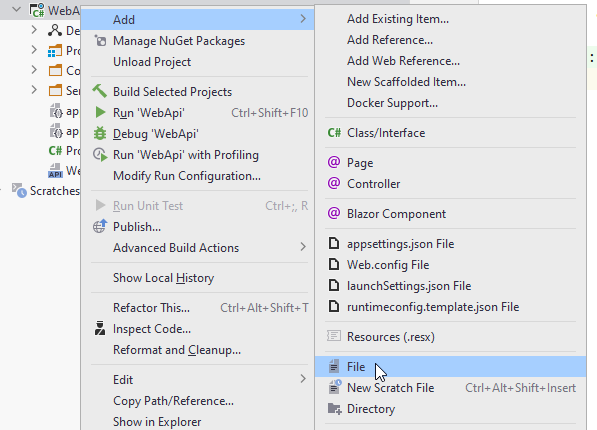 WebA
De
Pro
Co
Ser
ap
ap
C# Pro
API We
Scratches
Add
Manage NuGet Packages
Unload Project
Build Selected Projects
Run 'WebApi' Ctrl+Shift+F10
Debug 'WebApi'
Run 'WebApi' with Profiling
Modify Run Configuration...
Run Unit Test Ctrl+;, R
Publish...
Advanced Build Actions
Show Local History
Refactor This... Ctrl+Alt+Shift+T
Inspect Code...
Reformat and Cleanup...
Edit
Copy Path/Reference...
Show in Explorer
Add Existing Item...
Add Reference...
Add Web Reference...
New Scaffolded Item...
Docker Support...
C# Class/Interface
@ Page
@ Controller
@ Blazor Component
appsettings.json File
Web.config File
launchSettings.json File
runtimeconfig.template.json File
Resources (.resx)
File
New Scratch File Ctrl+Alt+Shift+Insert
Directory
: